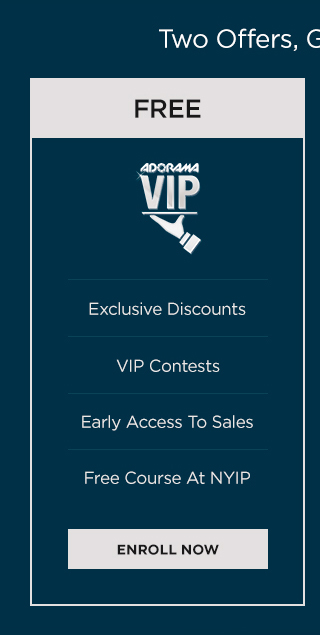 Two Offers, G
FREE
ADORAMA
VIP
Exclusive Discounts
VIP Contests
Early Access To Sales
Free Course At NYIP
ENROLL NOW